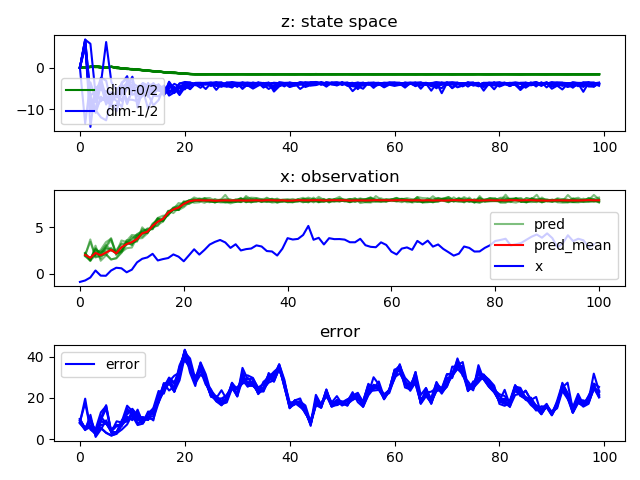 z: state space
0
−10
dim-0/2
dim-1/2
0 20 40 60 80 100
x: observation
5
0
pred
pred_mean
x
0 20 40 60 80 100
error
40
20
0
error
0 20 40 60 80 100